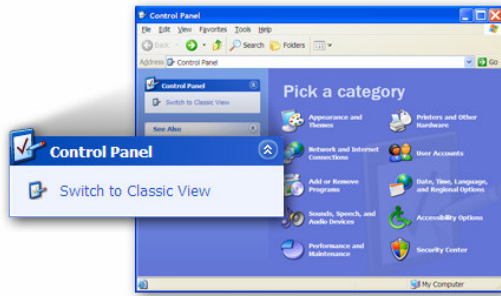 Control Panel
File Edit View Favorites Tools Help
Back Search Folders
Address Control Panel Go
Control Panel
Switch to Classic View
See Also
Pick a category
Appearance and Themes
Printers and Other Hardware
Network and Internet Connections
User Accounts
Add or Remove Programs
Date, Time, Language, and Regional Options
Sounds, Speech, and Audio Devices
Accessibility Options
Performance and Maintenance
Security Center
My Computer
Control Panel
Switch to Classic View